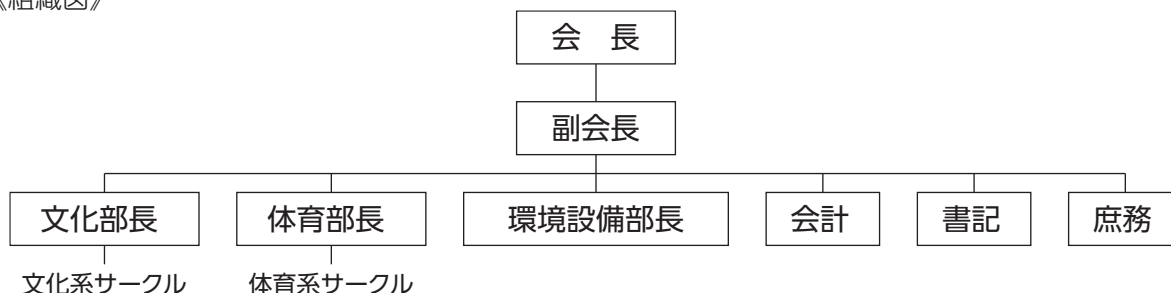 《組織図》
会　長
副会長
文化部長　体育部長　環境設備部長　会計　書記　庶務
文化系サークル　体育系サークル